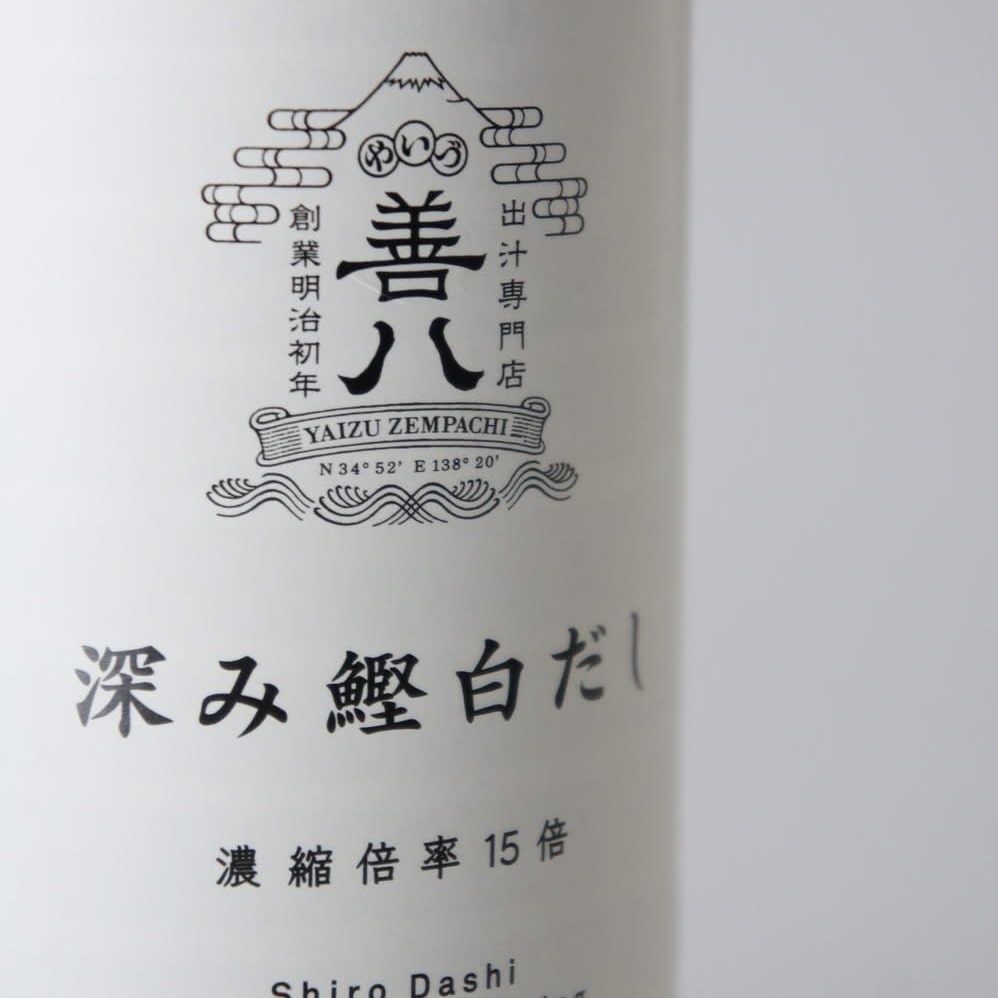 やいづ
善八
出汁専門店
創業明治初年
YAIZU ZEMPACHI
N 34° 52' E 138° 20'
深み鰹白だし
濃縮倍率15倍
Shiro Dashi